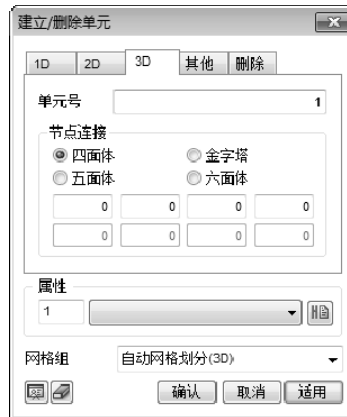 建立/删除单元
1D 2D 3D 其他 删除
单元号 1
节点连接
四面体 金字塔
五面体 六面体
0 0 0 0
0 0 0 0
属性
1
网格组 自动网格划分(3D)
确认 取消 适用